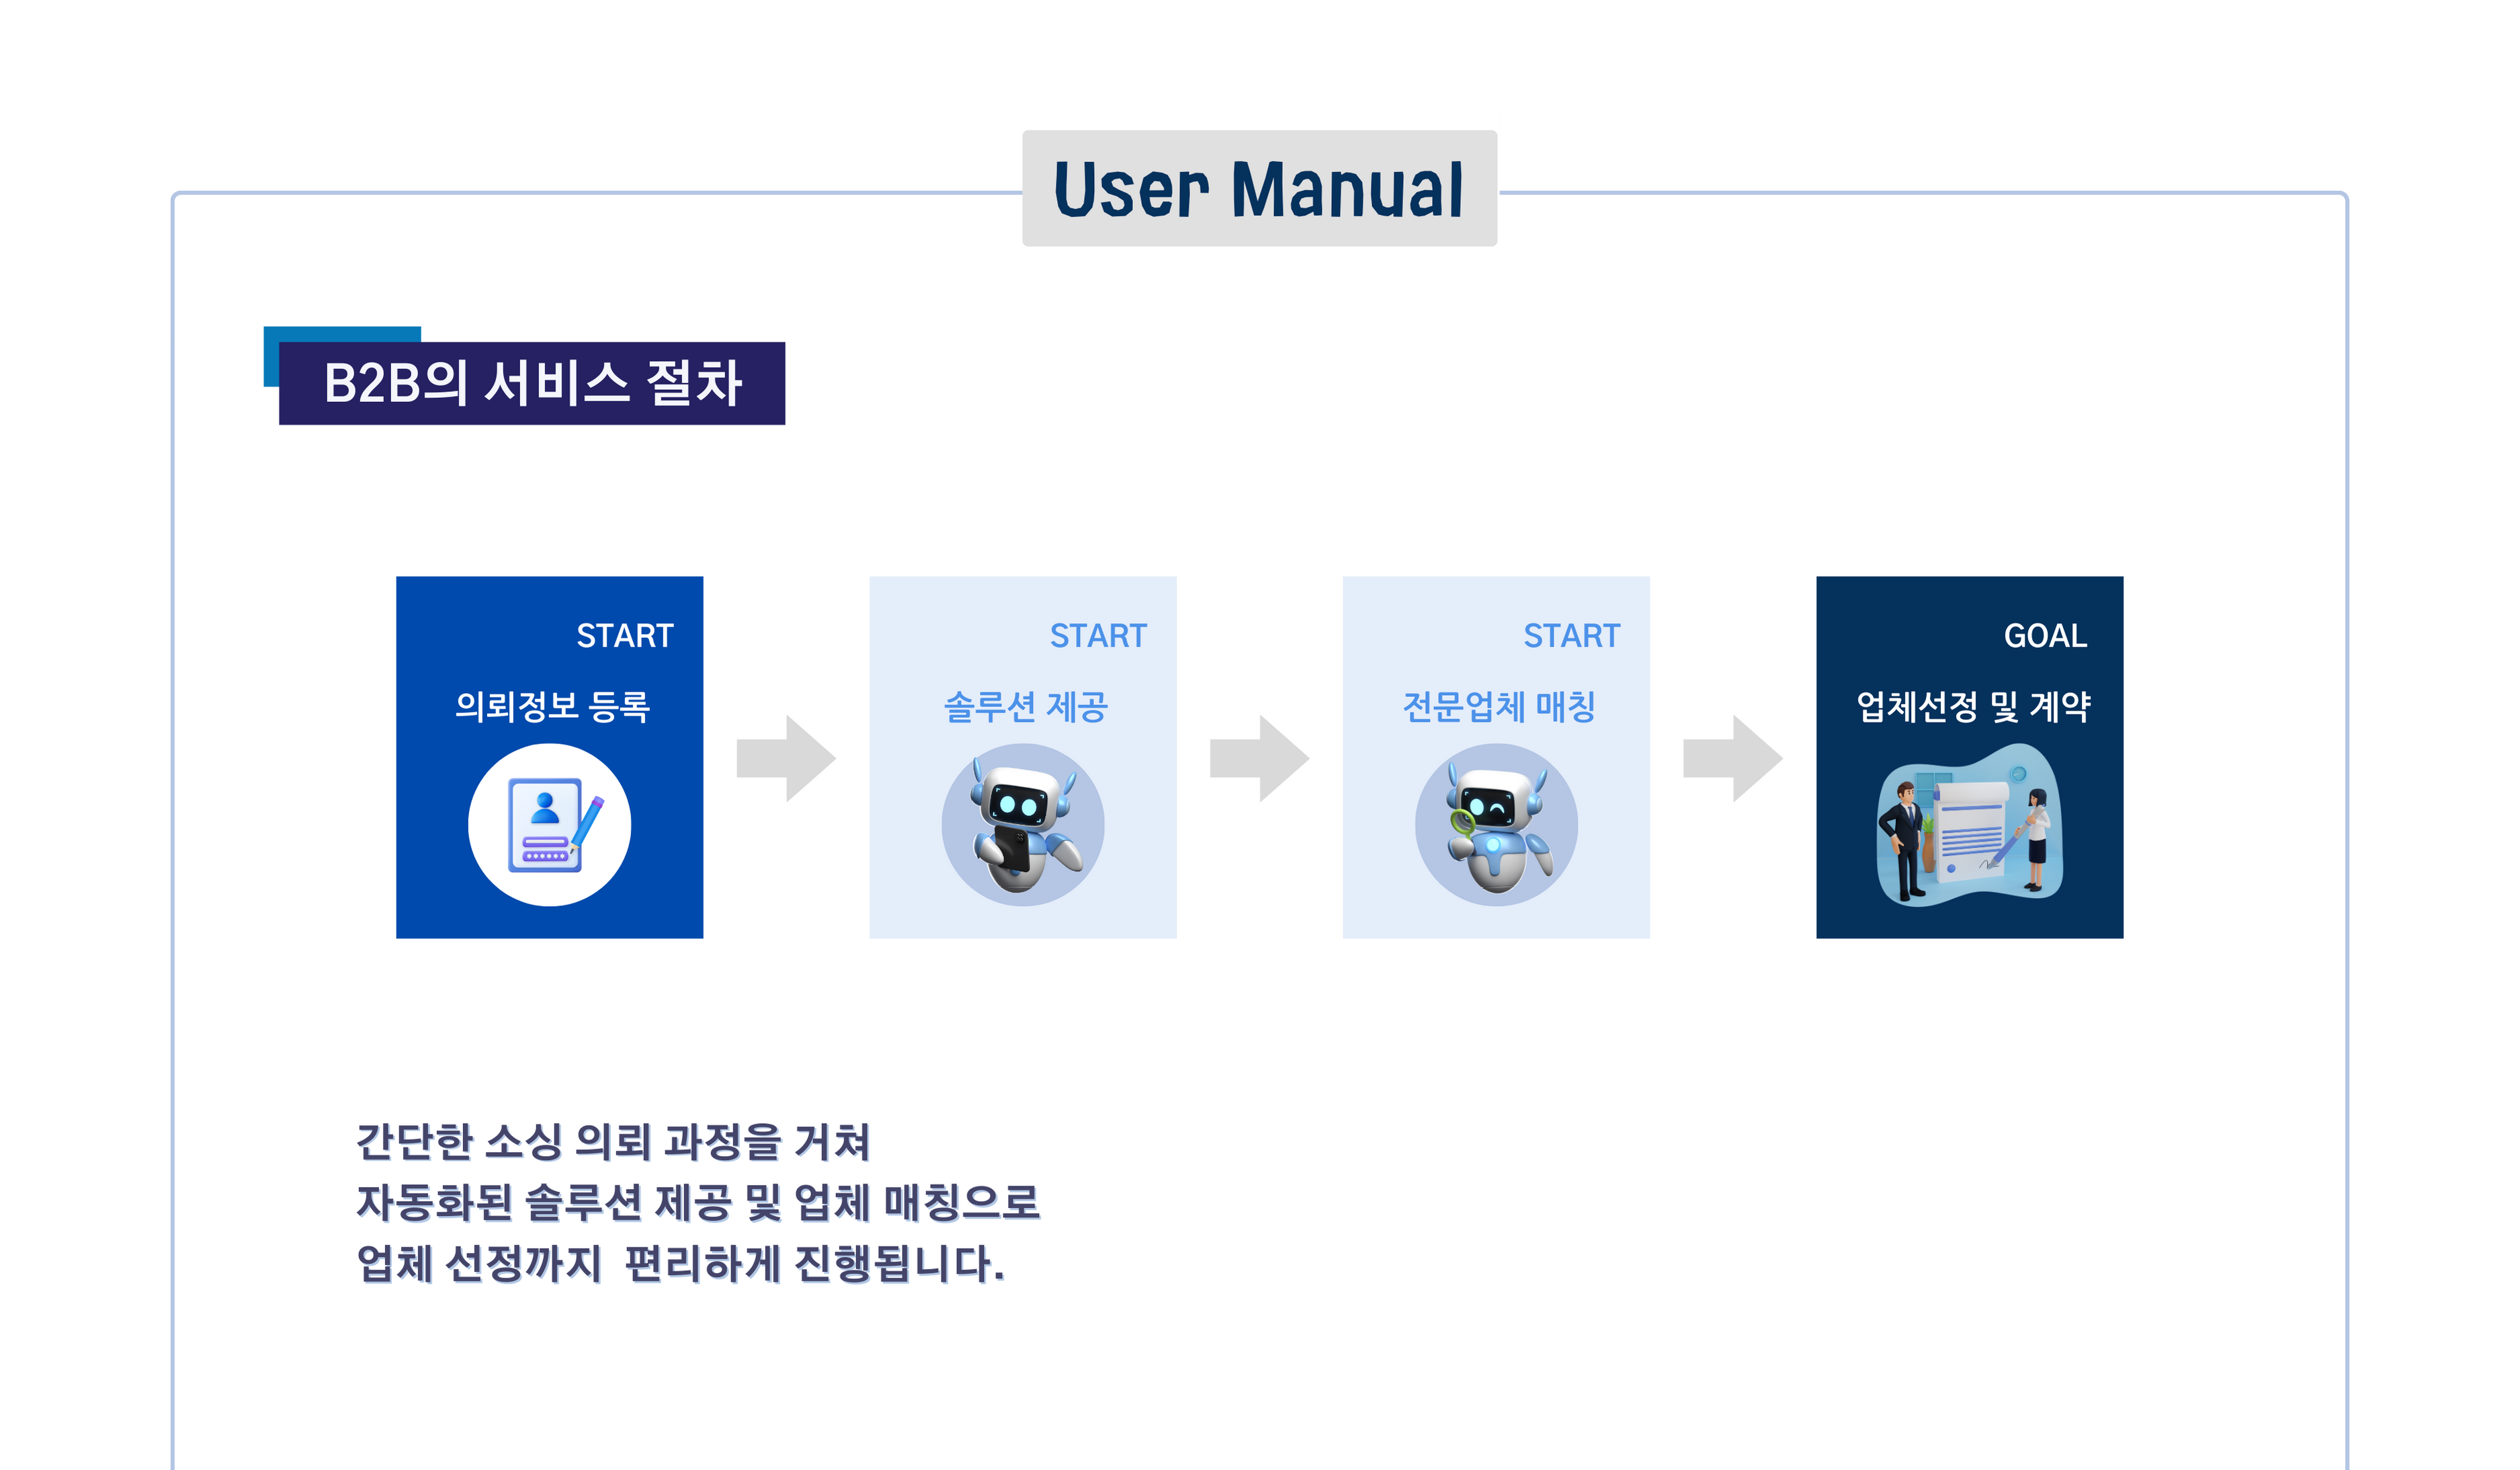 User Manual
B2B의 서비스 절차
START
의뢰정보 등록
START
솔루션 제공
START
전문업체 매칭
GOAL
업체선정 및 계약
간단한 소싱 의뢰 과정을 거쳐
자동화된 솔루션 제공 및 업체 매칭으로
업체 선정까지  편리하게 진행됩니다.